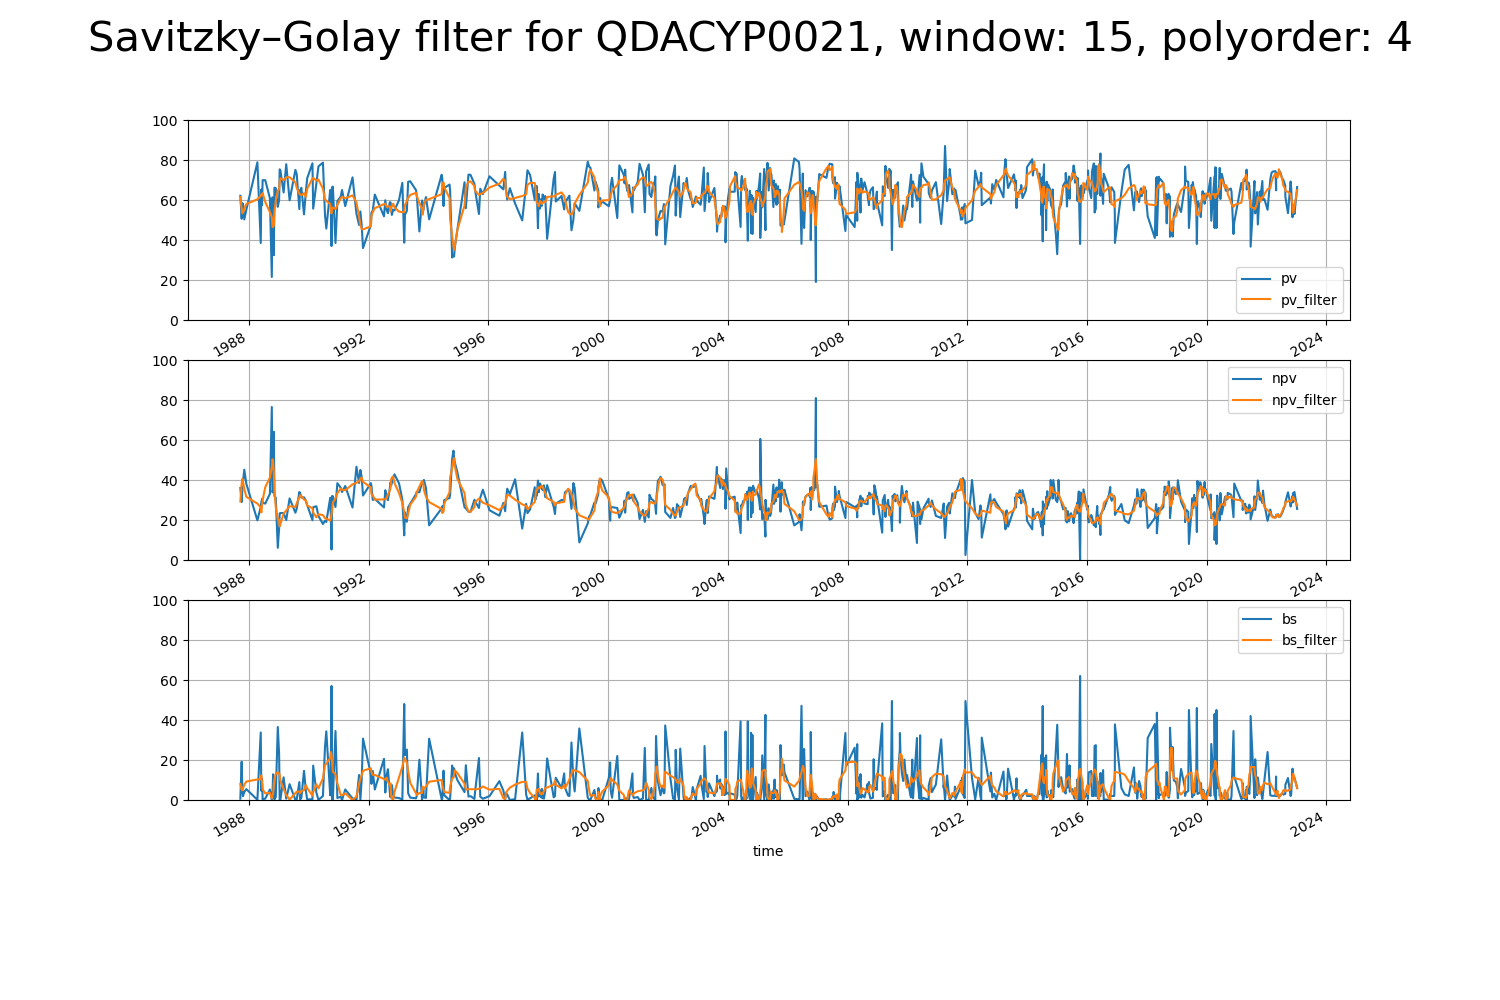 Savitzky–Golay filter for QDACYP0021, window: 15, polyorder: 4
100
80
60
40
20
0
pv
pv_filter
1988 1992 1996 2000 2004 2008 2012 2016 2020 2024
100
80
60
40
20
0
npv
npv_filter
1988 1992 1996 2000 2004 2008 2012 2016 2020 2024
100
80
60
40
20
0
bs
bs_filter
1988 1992 1996 2000 2004 2008 2012 2016 2020 2024
time